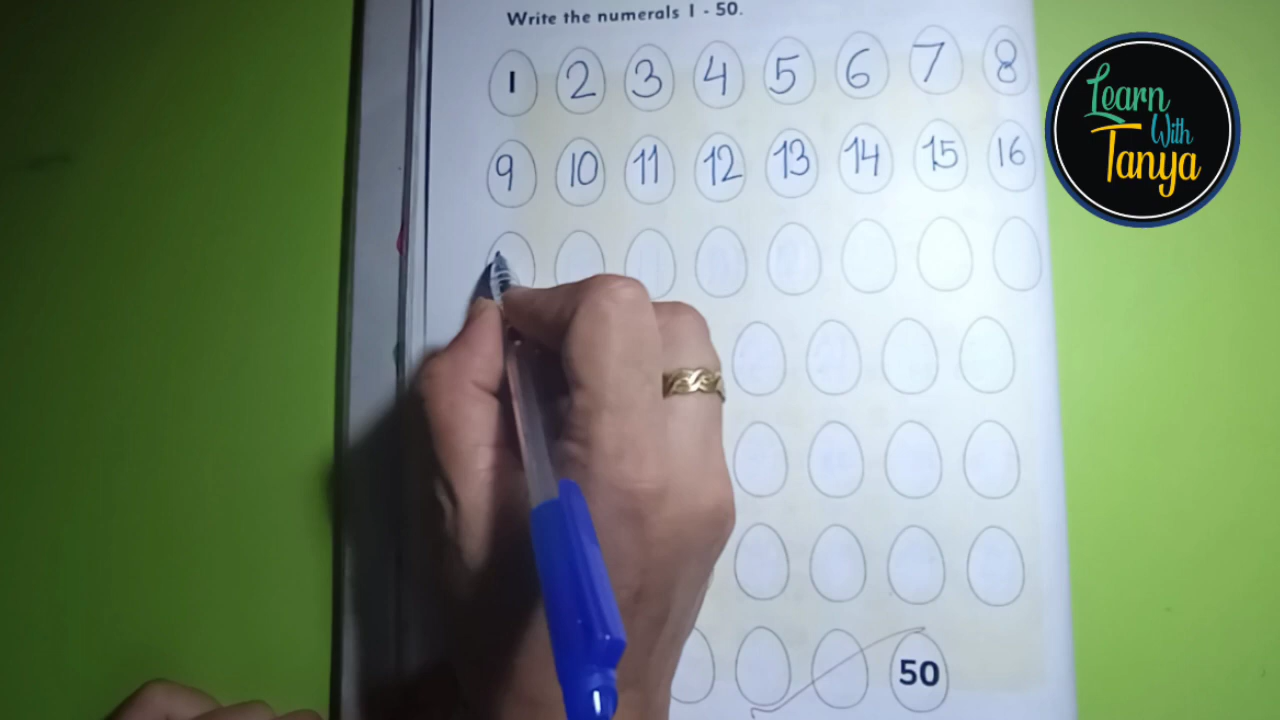 Write the numerals 1 - 50.
1 2 3 4 5 6 7 8
9 10 11 12 13 14 15 16
50
Learn
With
Tanya